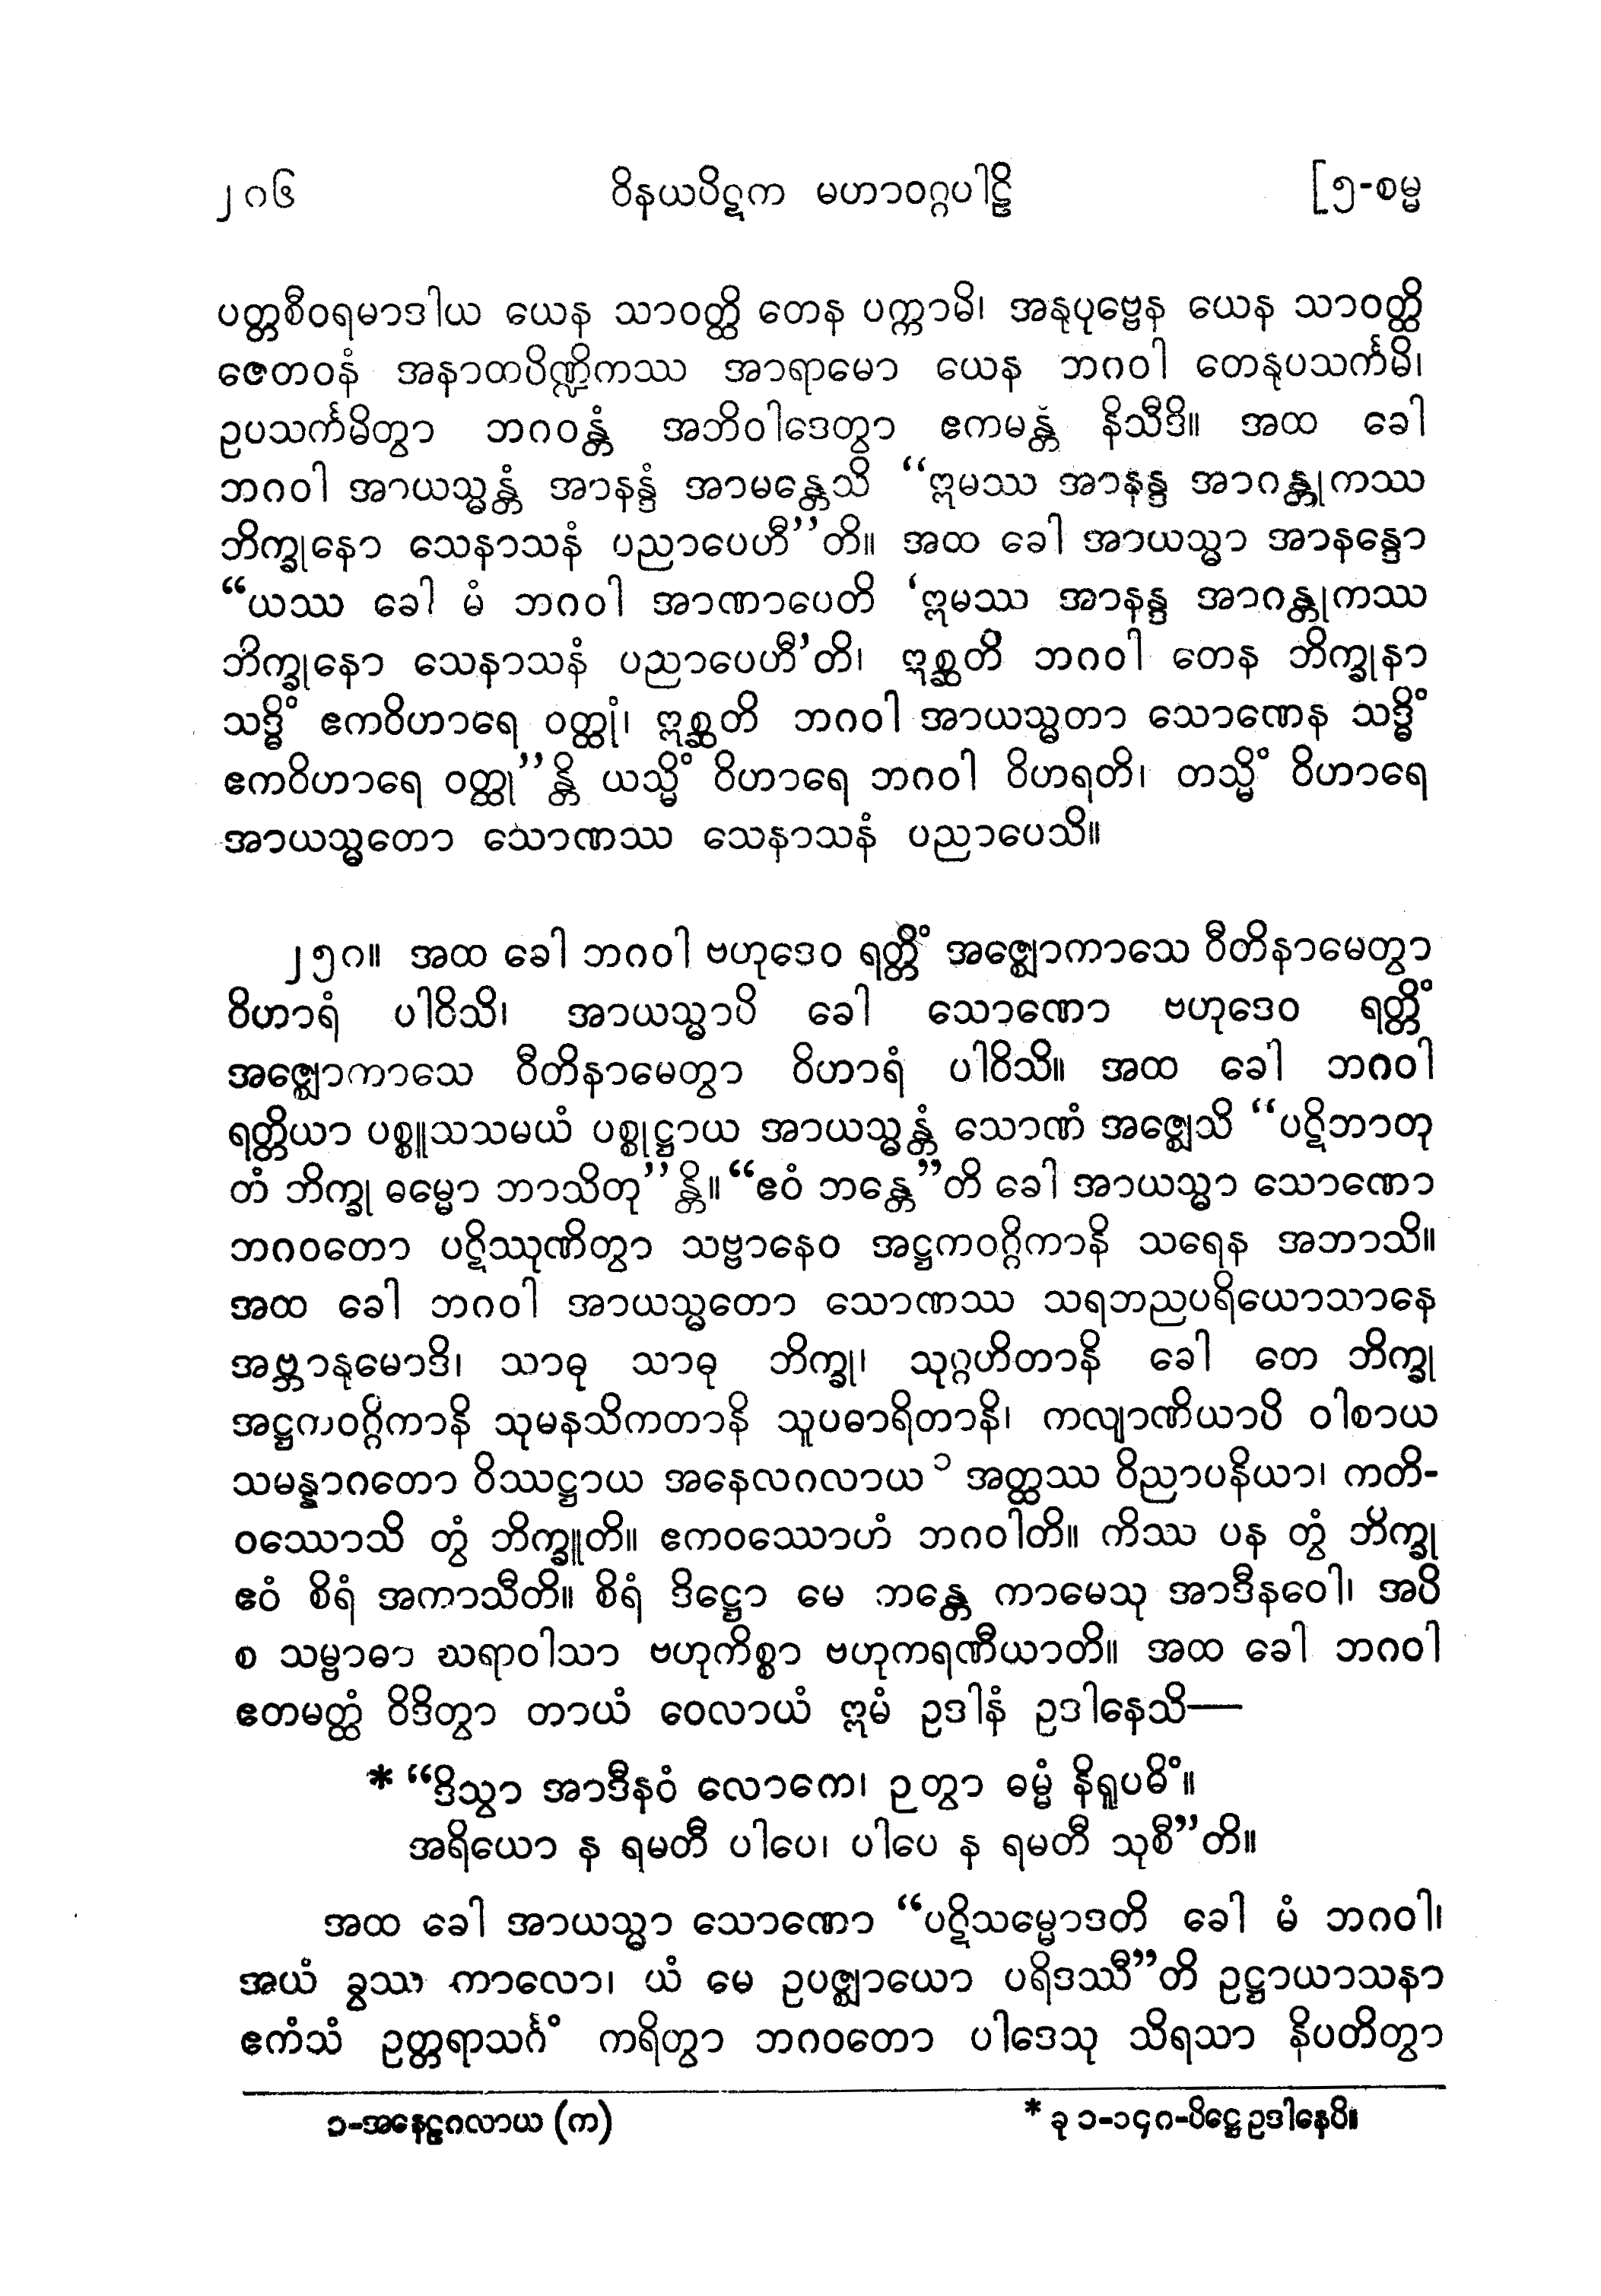 ၂၈၆ ဝိနယပိဋက မဟာဝဂ္ဂပါဠိ [၅-စမ္မ
ပတ္တစီဝရမာဒါယ ယေန သာဝတ္ထိ တေန ပက္ကာမိ၊ အနုပုဗ္ဗေန ယေန သာဝတ္ထိ
ဇေတဝနံ အနာထပိဏ္ဍိကဿ အာရာမော ယေန ဘဂဝါ တေနုပသင်္ကမိ၊
ဥပသင်္ကမိတွာ ဘဂဝန္တံ အဘိဝါဒေတွာ ဧကမန္တံ နိသီဒိ။ အထ ခေါ
ဘဂဝါ အာယသ္မန္တံ အာနန္ဒံ အာမန္တေသိ “ဣမဿ အာနန္ဒ အာဂန္တုကဿ
ဘိက္ခုနော သေနာသနံ ပညာပေဟီ”တိ။ အထ ခေါ အာယသ္မာ အာနန္ဒော
“ယဿ ခေါ မံ ဘဂဝါ အာဏာပေတိ ‘ဣမဿ အာနန္ဒ အာဂန္တုကဿ
ဘိက္ခုနော သေနာသနံ ပညာပေဟီ’တိ၊ ဣစ္ဆတိ ဘဂဝါ တေန ဘိက္ခုနာ
သဒ္ဓိံ ဧကဝိဟာရေ ဝတ္ထုံ၊ ဣစ္ဆတိ ဘဂဝါ အာယသ္မတာ သောဏေန သဒ္ဓိံ
ဧကဝိဟာရေ ဝတ္ထု”န္တိ ယသ္မိံ ဝိဟာရေ ဘဂဝါ ဝိဟရတိ၊ တသ္မိံ ဝိဟာရေ
အာယသ္မတော သောဏဿ သေနာသနံ ပညာပေသိ။
၂၅၈။ အထ ခေါ ဘဂဝါ ဗဟုဒေဝ ရတ္တိံ အဇ္ဈောကာသေ ဝီတိနာမေတွာ
ဝိဟာရံ ပါဝိသိ၊ အာယသ္မာပိ ခေါ သောဏော ဗဟုဒေဝ ရတ္တိံ
အဇ္ဈောကာသေ ဝီတိနာမေတွာ ဝိဟာရံ ပါဝိသိ။ အထ ခေါ ဘဂဝါ
ရတ္တိယာ ပစ္စူသသမယံ ပစ္စုဋ္ဌာယ အာယသ္မန္တံ သောဏံ အဇ္ဈေသိ “ပဋိဘာတု
တံ ဘိက္ခု ဓမ္မော ဘာသိတု”န္တိ။ “ဧဝံ ဘန္တေ”တိ ခေါ အာယသ္မာ သောဏော
ဘဂဝတော ပဋိဿုဏိတွာ သဗ္ဗာနေဝ အဋ္ဌကဝဂ္ဂိကာနိ သရေန အဘာသိ။
အထ ခေါ ဘဂဝါ အာယသ္မတော သောဏဿ သရဘညပရိယောသာနေ
အဗ္ဘာနုမောဒိ၊ သာဓု သာဓု ဘိက္ခု၊ သုဂ္ဂဟိတာနိ ခေါ တေ ဘိက္ခု
အဋ္ဌကဝဂ္ဂိကာနိ သုမနသိကတာနိ သူပဓာရိတာနိ၊ ကလျာဏိယာပိ ဝါစာယ
သမန္နာဂတော ဝိဿဋ္ဌာယ အနေလဂလာယ ၁ အတ္ထဿ ဝိညာပနိယာ၊ ကတိ-
ဝဿောသိ တွံ ဘိက္ခူတိ။ ဧကဝဿောဟံ ဘဂဝါတိ။ ကိဿ ပန တွံ ဘိက္ခု
ဧဝံ စိရံ အကာသီတိ။ စိရံ ဒိဋ္ဌော မေ ဘန္တေ ကာမေသု အာဒီနဝေါ၊ အပိ
စ သမ္ဗာဓာ ဃရာဝါသာ ဗဟုကိစ္စာ ဗဟုကရဏီယာတိ။ အထ ခေါ ဘဂဝါ
ဧတမတ္ထံ ဝိဒိတွာ တာယံ ဝေလာယံ ဣမံ ဥဒါနံ ဥဒါနေသိ—
* “ဒိသွာ အာဒီနဝံ လောကေ၊ ဉတွာ ဓမ္မံ နိရူပဓိံ။
အရိယော န ရမတီ ပါပေ၊ ပါပေ န ရမတီ သုစီ”တိ။
အထ ခေါ အာယသ္မာ သောဏော “ပဋိသမ္မောဒတိ ခေါ မံ ဘဂဝါ၊
အယံ ခွဿ ကာလော၊ ယံ မေ ဥပဇ္ဈာယော ပရိဒဿီ”တိ ဥဋ္ဌာယာသနာ
ဧကံသံ ဥတ္တရာသင်္ဂံ ကရိတွာ ဘဂဝတော ပါဒေသု သိရသာ နိပတိတွာ
၁-အနေဠဂလာယ (က) * ခု ၁-၁၄၈-ပိဋ္ဌေ ဥဒါနေပိ။